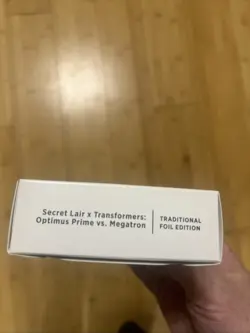 Secret Lair x Transformers:
Optimus Prime vs. Megatron
TRADITIONAL
FOIL EDITION